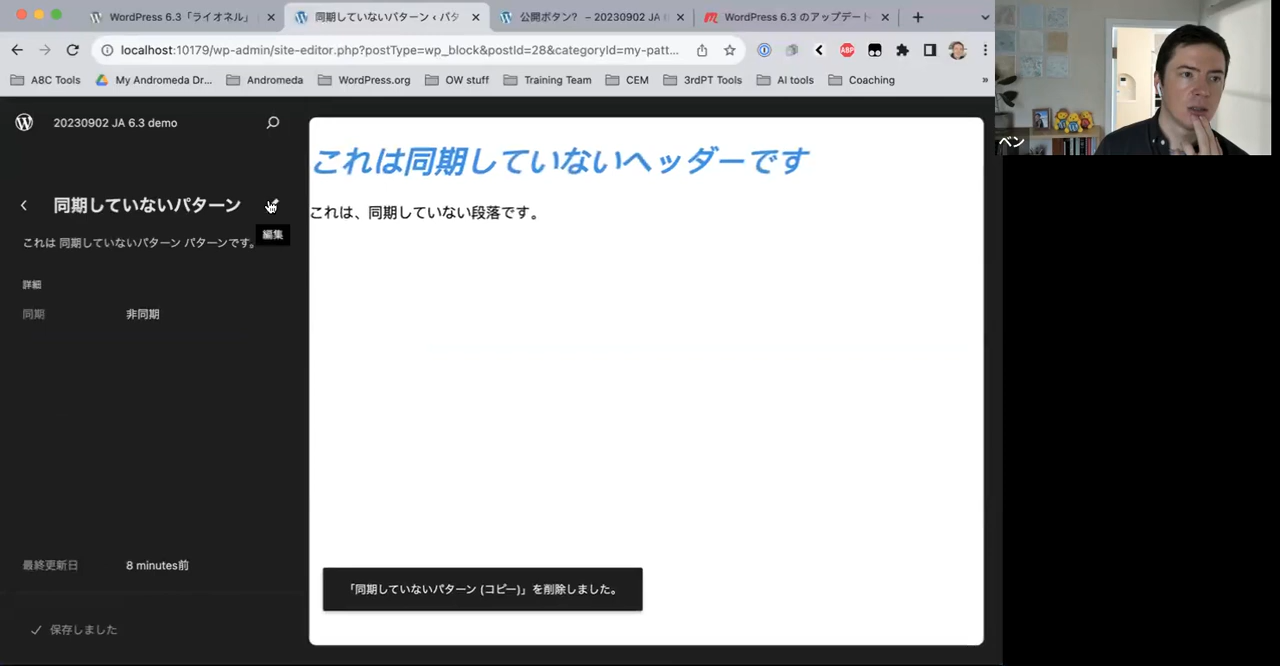 WordPress 6.3「ライオネル」
同期していないパターン ‹ パタ
公開ボタン? – 20230902 JA
WordPress 6.3 のアップデート
localhost:10179/wp-admin/site-editor.php?postType=wp_block&postId=28&categoryId=my-patt...
A8C Tools
My Andromeda Dr...
Andromeda
WordPress.org
OW stuff
Training Team
CEM
3rdPT Tools
AI tools
Coaching
»
ベン
20230902 JA 6.3 demo
同期していないパターン
編集
これは 同期していないパターン パターンです。
詳細
同期 非同期
最終更新日 8 minutes前
保存しました
これは同期していないヘッダーです
これは、同期していない段落です。
「同期していないパターン (コピー)」を削除しました。
ABP